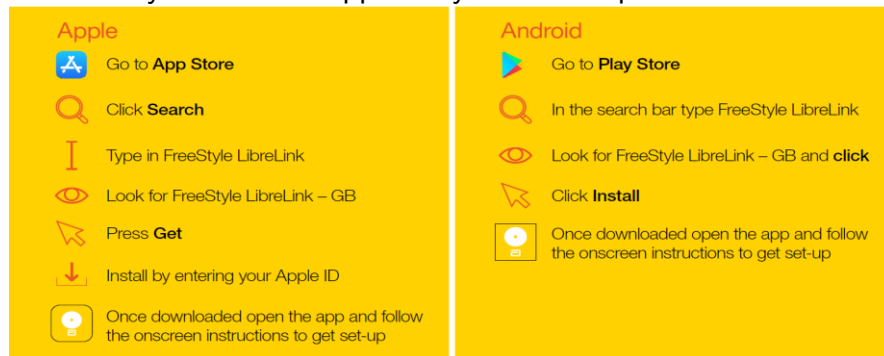 Apple
Go to App Store
Click Search
Type in FreeStyle LibreLink
Look for FreeStyle LibreLink – GB
Press Get
Install by entering your Apple ID
Once downloaded open the app and follow
the onscreen instructions to get set-up
Android
Go to Play Store
In the search bar type FreeStyle LibreLink
Look for FreeStyle LibreLink – GB and click
Click Install
Once downloaded open the app and follow
the onscreen instructions to get set-up